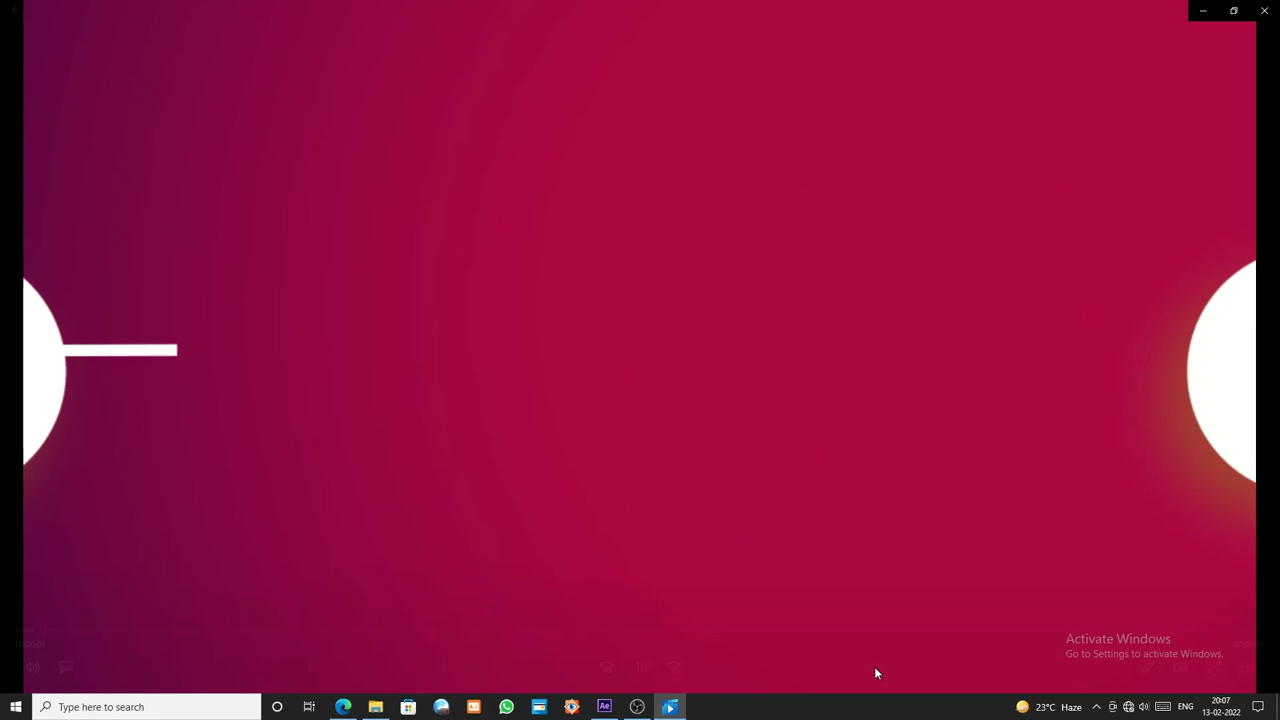 Activate Windows
Go to Settings to activate Windows.
Type here to search
Ae
23°C Haze
ENG
20:07
13-02-2022